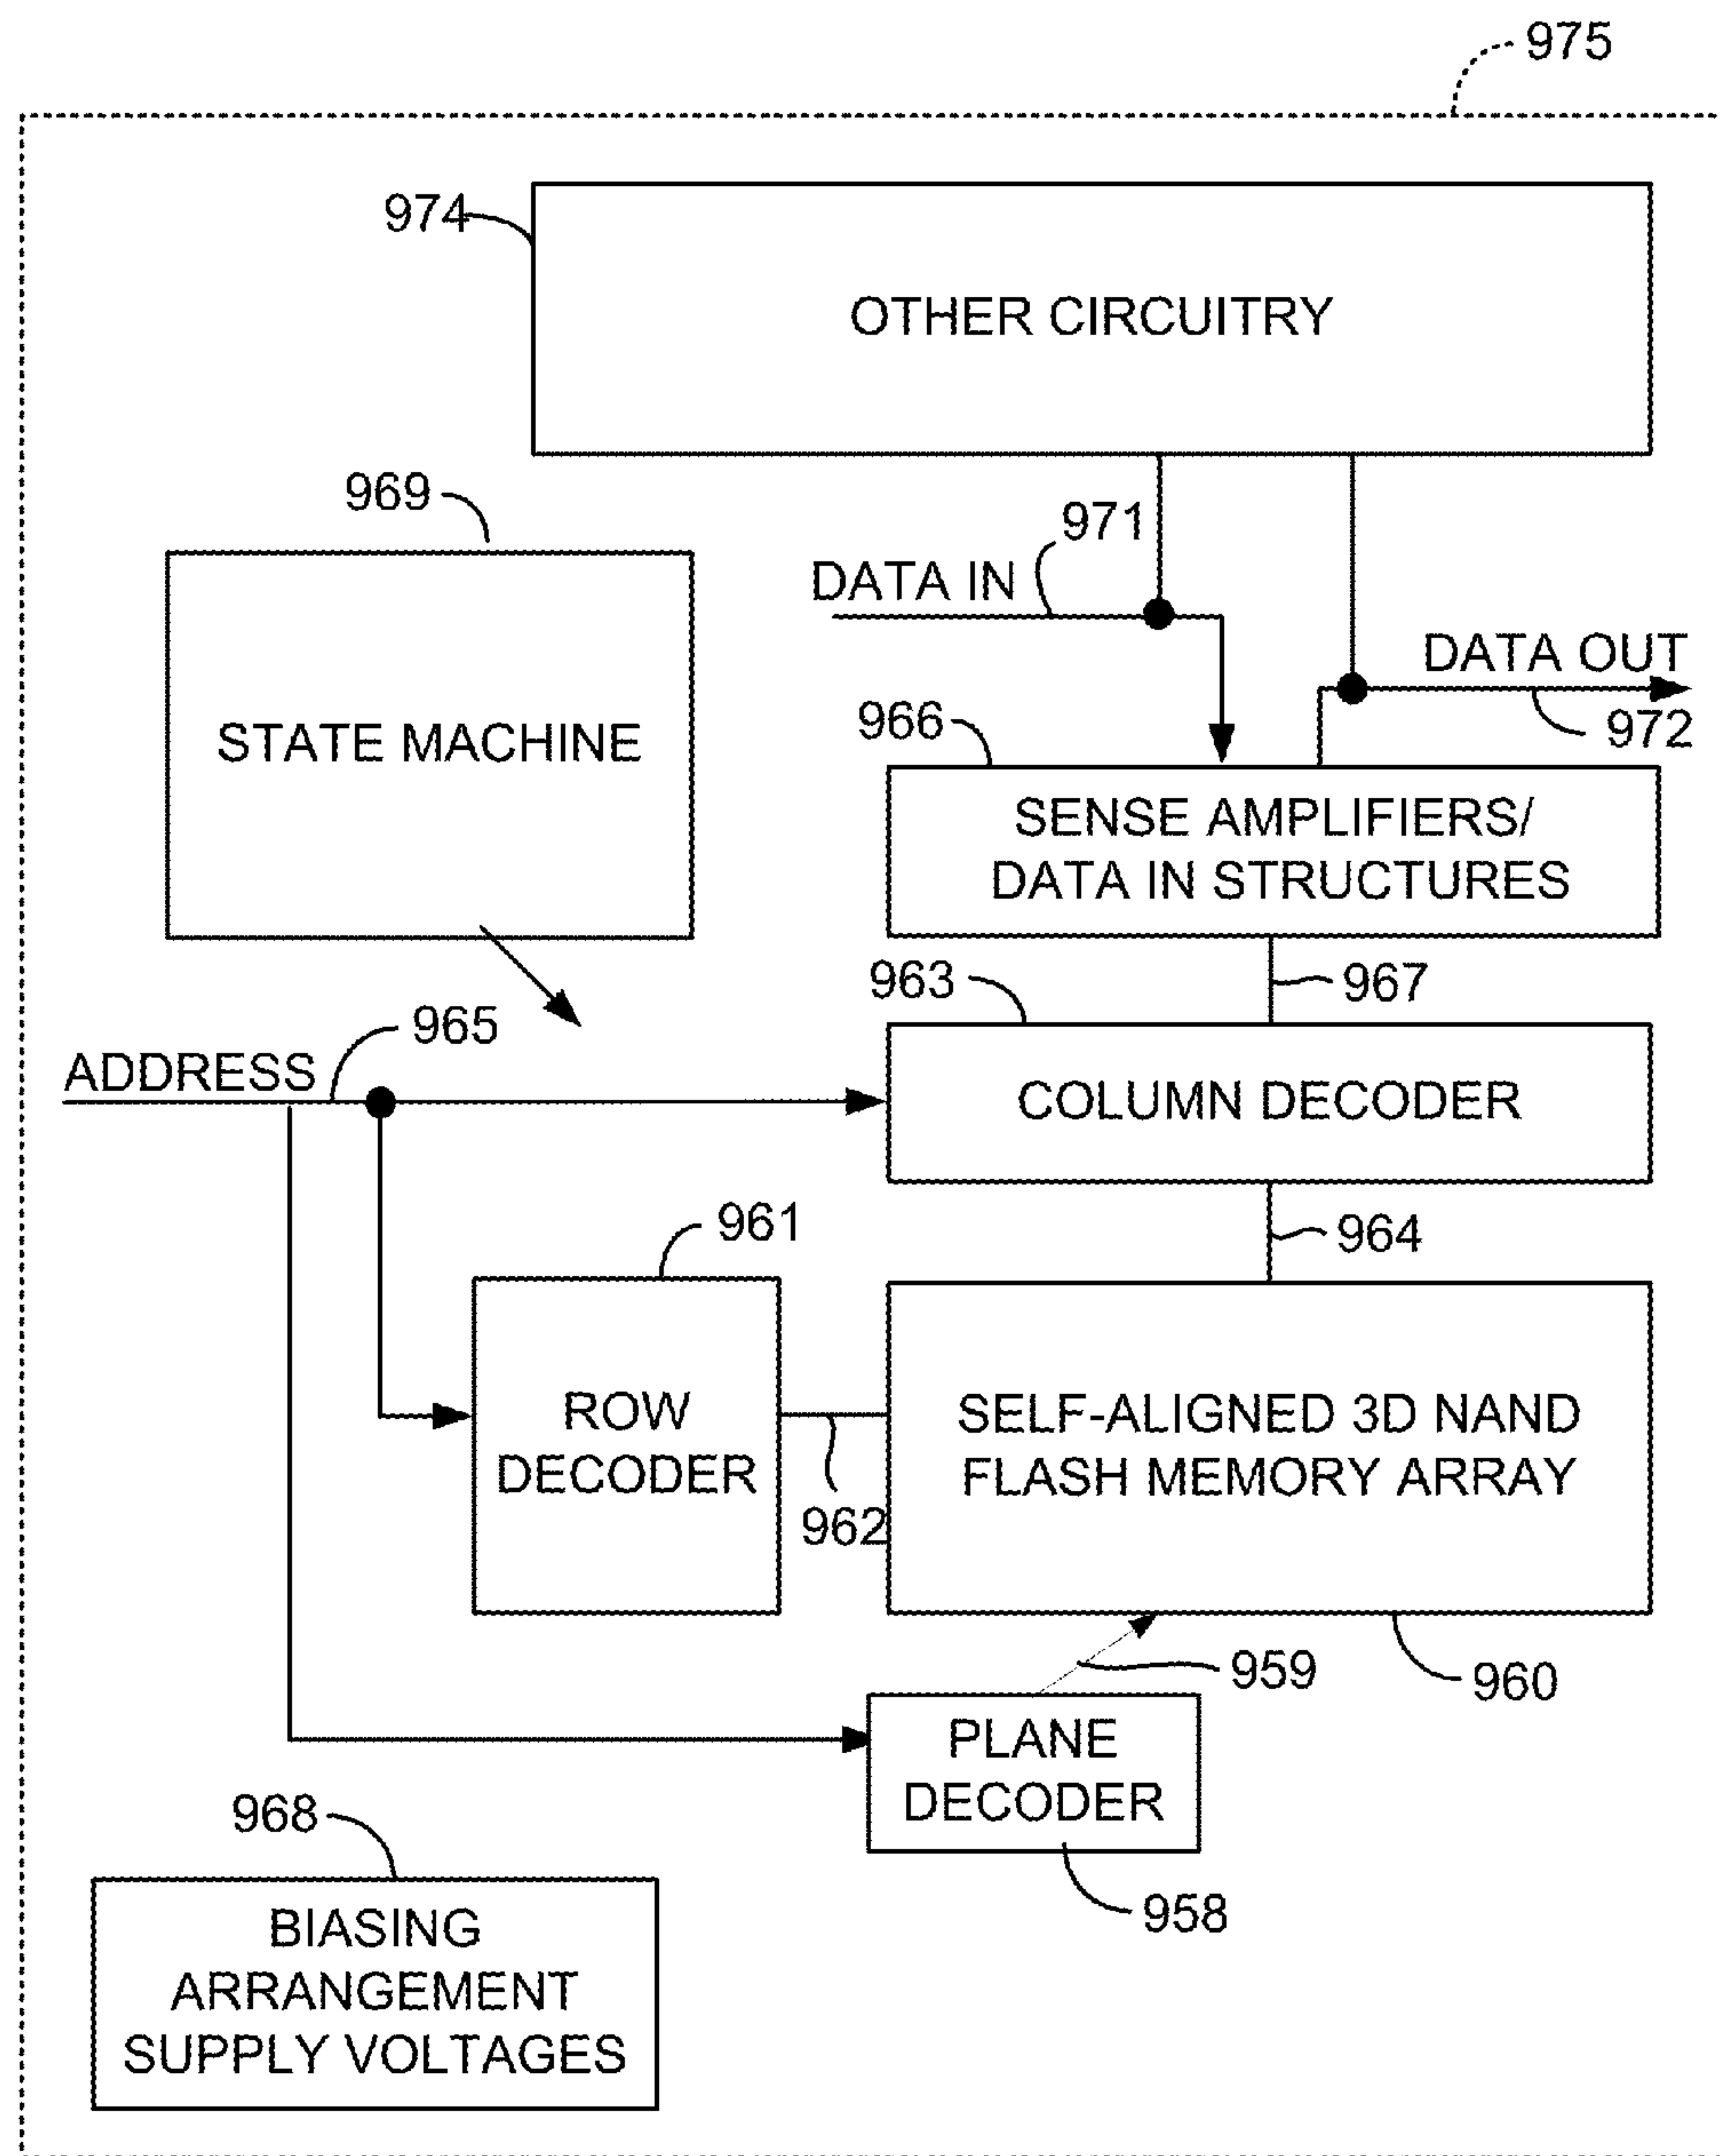 975
974
OTHER CIRCUITRY
969
971
DATA IN
DATA OUT
972
STATE MACHINE
966
SENSE AMPLIFIERS/
DATA IN STRUCTURES
963
967
965
ADDRESS
COLUMN DECODER
961
964
ROW
DECODER
962
SELF-ALIGNED 3D NAND
FLASH MEMORY ARRAY
959
960
PLANE
DECODER
958
968
BIASING
ARRANGEMENT
SUPPLY VOLTAGES